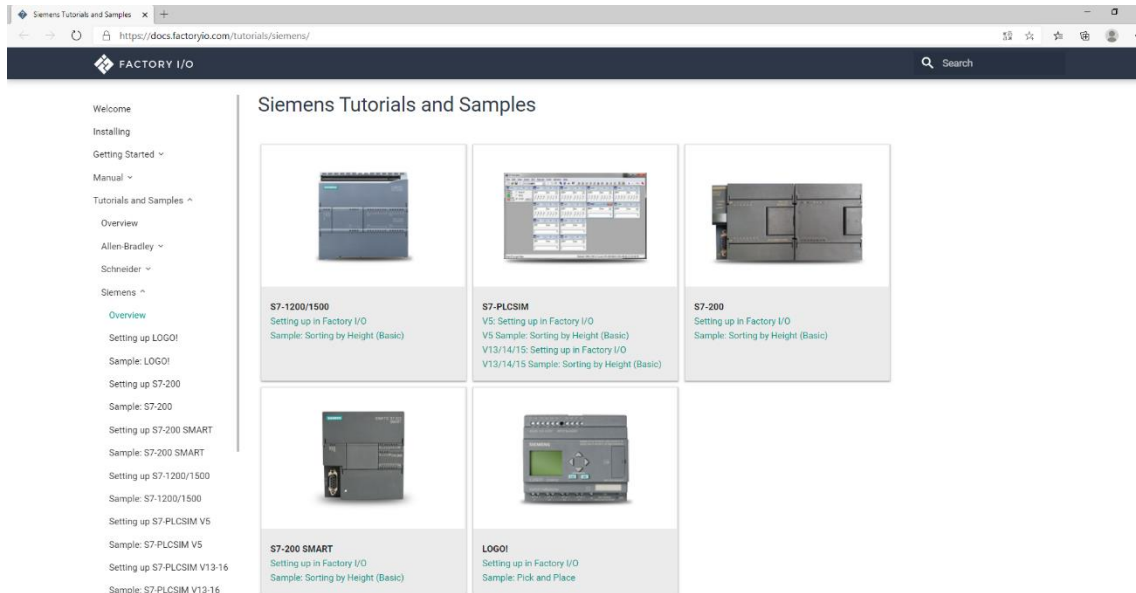 Siemens Tutorials and Samples
https://docs.factoryio.com/tutorials/siemens/
FACTORY I/O
Search
Welcome
Installing
Getting Started
Manual
Tutorials and Samples
Overview
Allen-Bradley
Schneider
Siemens
Overview
Setting up LOGO!
Sample: LOGO!
Setting up S7-200
Sample: S7-200
Setting up S7-200 SMART
Sample: S7-200 SMART
Setting up S7-1200/1500
Sample: S7-1200/1500
Setting up S7-PLCSIM V5
Sample: S7-PLCSIM V5
Setting up S7-PLCSIM V13-16
Sample: S7-PLCSIM V13-16
Siemens Tutorials and Samples
S7-1200/1500
Setting up in Factory I/O
Sample: Sorting by Height (Basic)
S7-PLCSIM
V5: Setting up in Factory I/O
V5 Sample: Sorting by Height (Basic)
V13/14/15: Setting up in Factory I/O
V13/14/15 Sample: Sorting by Height (Basic)
S7-200
Setting up in Factory I/O
Sample: Sorting by Height (Basic)
S7-200 SMART
Setting up in Factory I/O
Sample: Sorting by Height (Basic)
SIEMENS
LOGO!
Setting up in Factory I/O
Sample: Pick and Place